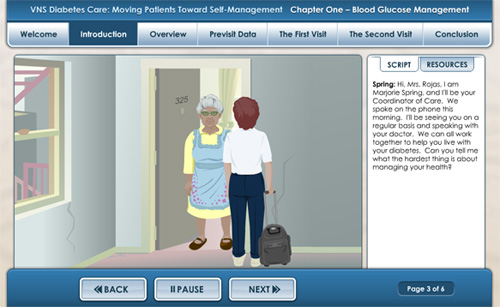 VNS Diabetes Care: Moving Patients Toward Self-Management Chapter One – Blood Glucose Management
Welcome Introduction Overview Previsit Data The First Visit The Second Visit Conclusion
SCRIPT RESOURCES
325
Spring: Hi, Mrs. Rojas, I am
Marjorie Spring, and I'll be your
Coordinator of Care. We
spoke on the phone this
morning. I'll be seeing you on a
regular basis and speaking with
your doctor. We can all work
together to help you live with
your diabetes. Can you tell me
what the hardest thing is about
managing your health?
BACK PAUSE NEXT Page 3 of 6